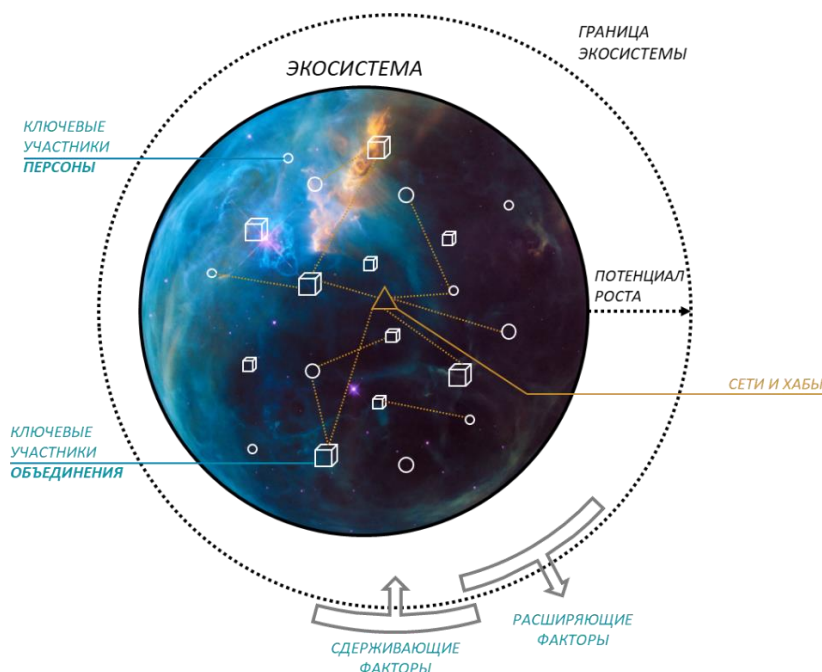 ГРАНИЦА
ЭКОСИСТЕМЫ
ЭКОСИСТЕМА
КЛЮЧЕВЫЕ
УЧАСТНИКИ
ПЕРСОНЫ
ПОТЕНЦИАЛ
РОСТА
СЕТИ И ХАБЫ
КЛЮЧЕВЫЕ
УЧАСТНИКИ
ОБЪЕДИНЕНИЯ
РАСШИРЯЮЩИЕ
ФАКТОРЫ
СДЕРЖИВАЮЩИЕ
ФАКТОРЫ